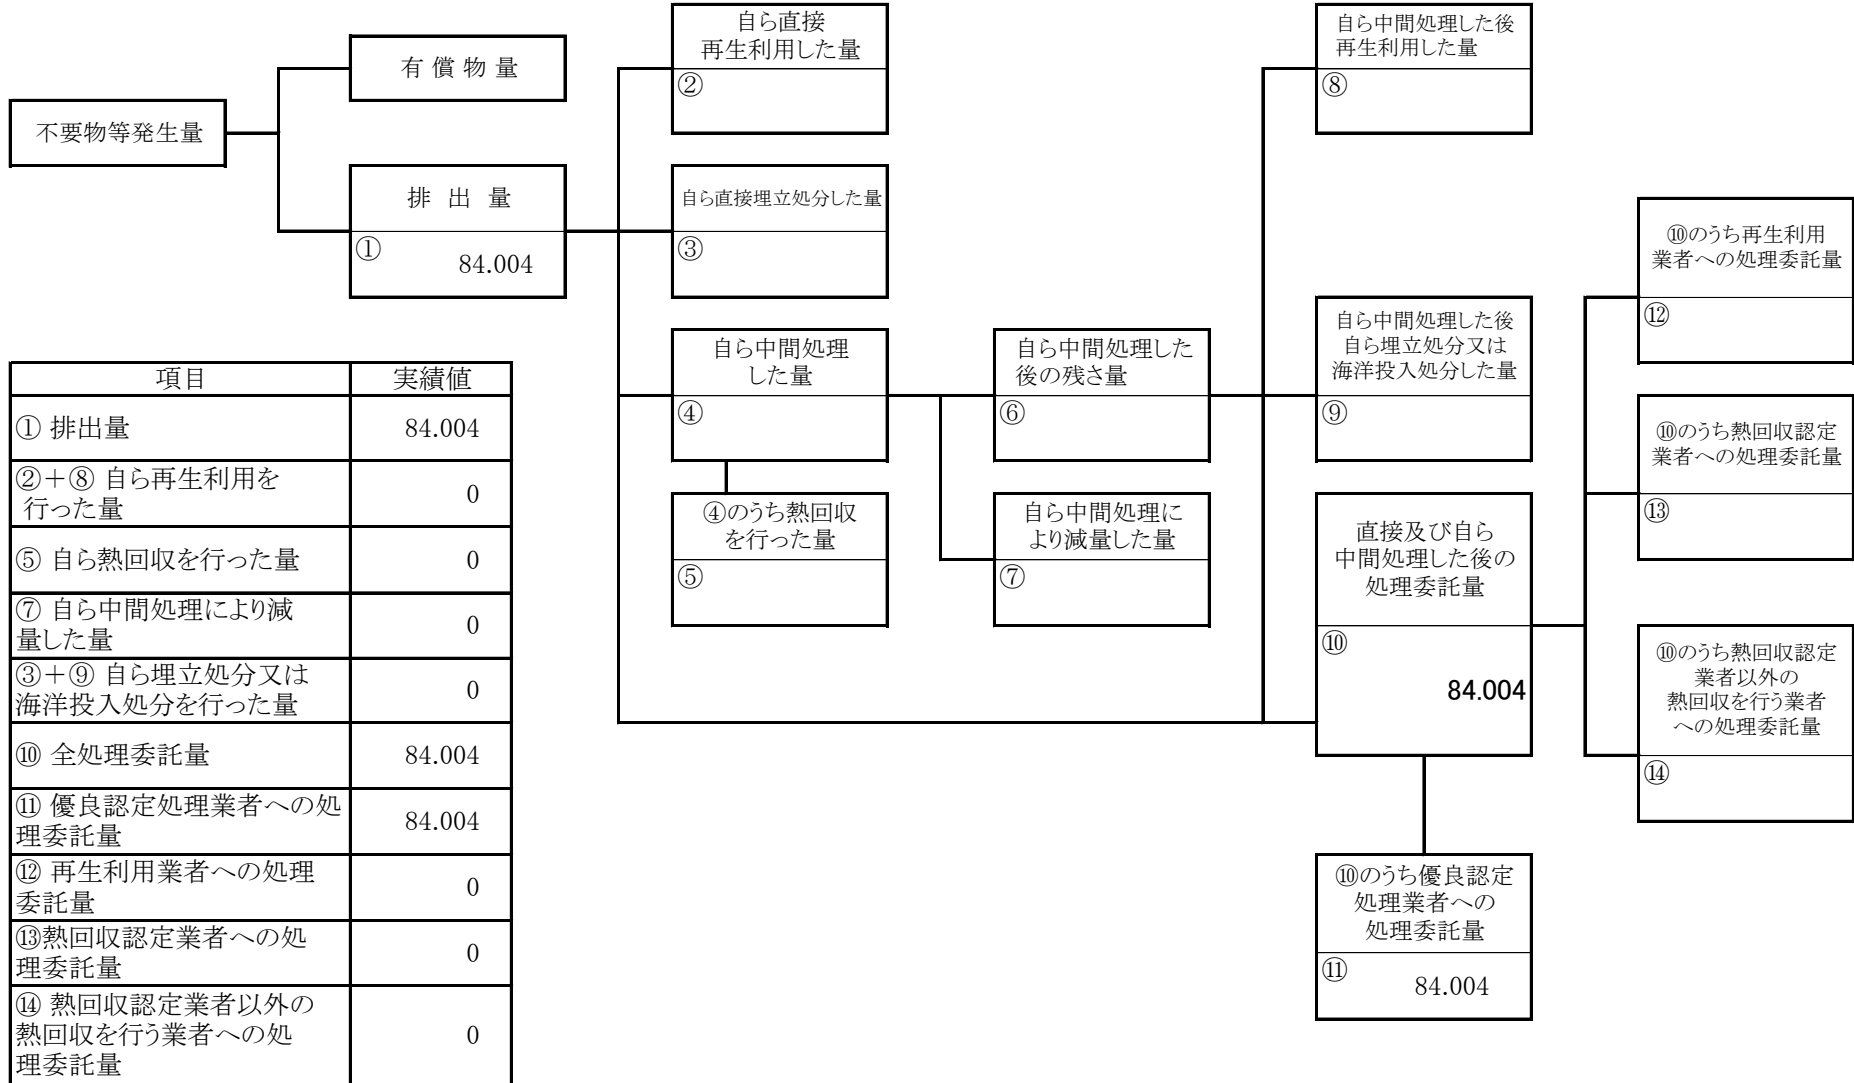 自ら直接
再生利用した量
②
自ら中間処理した後
再生利用した量
⑧
有 償 物 量
不要物等発生量
排 出 量
①
84.004
自ら直接埋立処分した量
③
⑩のうち再生利用
業者への処理委託量
⑫
自ら中間処理
した量
④
自ら中間処理した
後の残さ量
⑥
自ら中間処理した後
自ら埋立処分又は
海洋投入処分した量
⑨
⑩のうち熱回収認定
業者への処理委託量
⑬
④のうち熱回収
を行った量
⑤
自ら中間処理に
より減量した量
⑦
直接及び自ら
中間処理した後の
処理委託量
⑩
84.004
⑩のうち熱回収認定
業者以外の
熱回収を行う業者
への処理委託量
⑭
⑩のうち優良認定
処理業者への
処理委託量
⑪
84.004
項目 実績値
① 排出量 84.004
②＋⑧ 自ら再生利用を
行った量 0
⑤ 自ら熱回収を行った量 0
⑦ 自ら中間処理により減
量した量 0
③＋⑨ 自ら埋立処分又は
海洋投入処分を行った量 0
⑩ 全処理委託量 84.004
⑪ 優良認定処理業者への処
理委託量 84.004
⑫ 再生利用業者への処理
委託量 0
⑬熱回収認定業者への処
理委託量 0
⑭ 熱回収認定業者以外の
熱回収を行う業者への処
理委託量 0